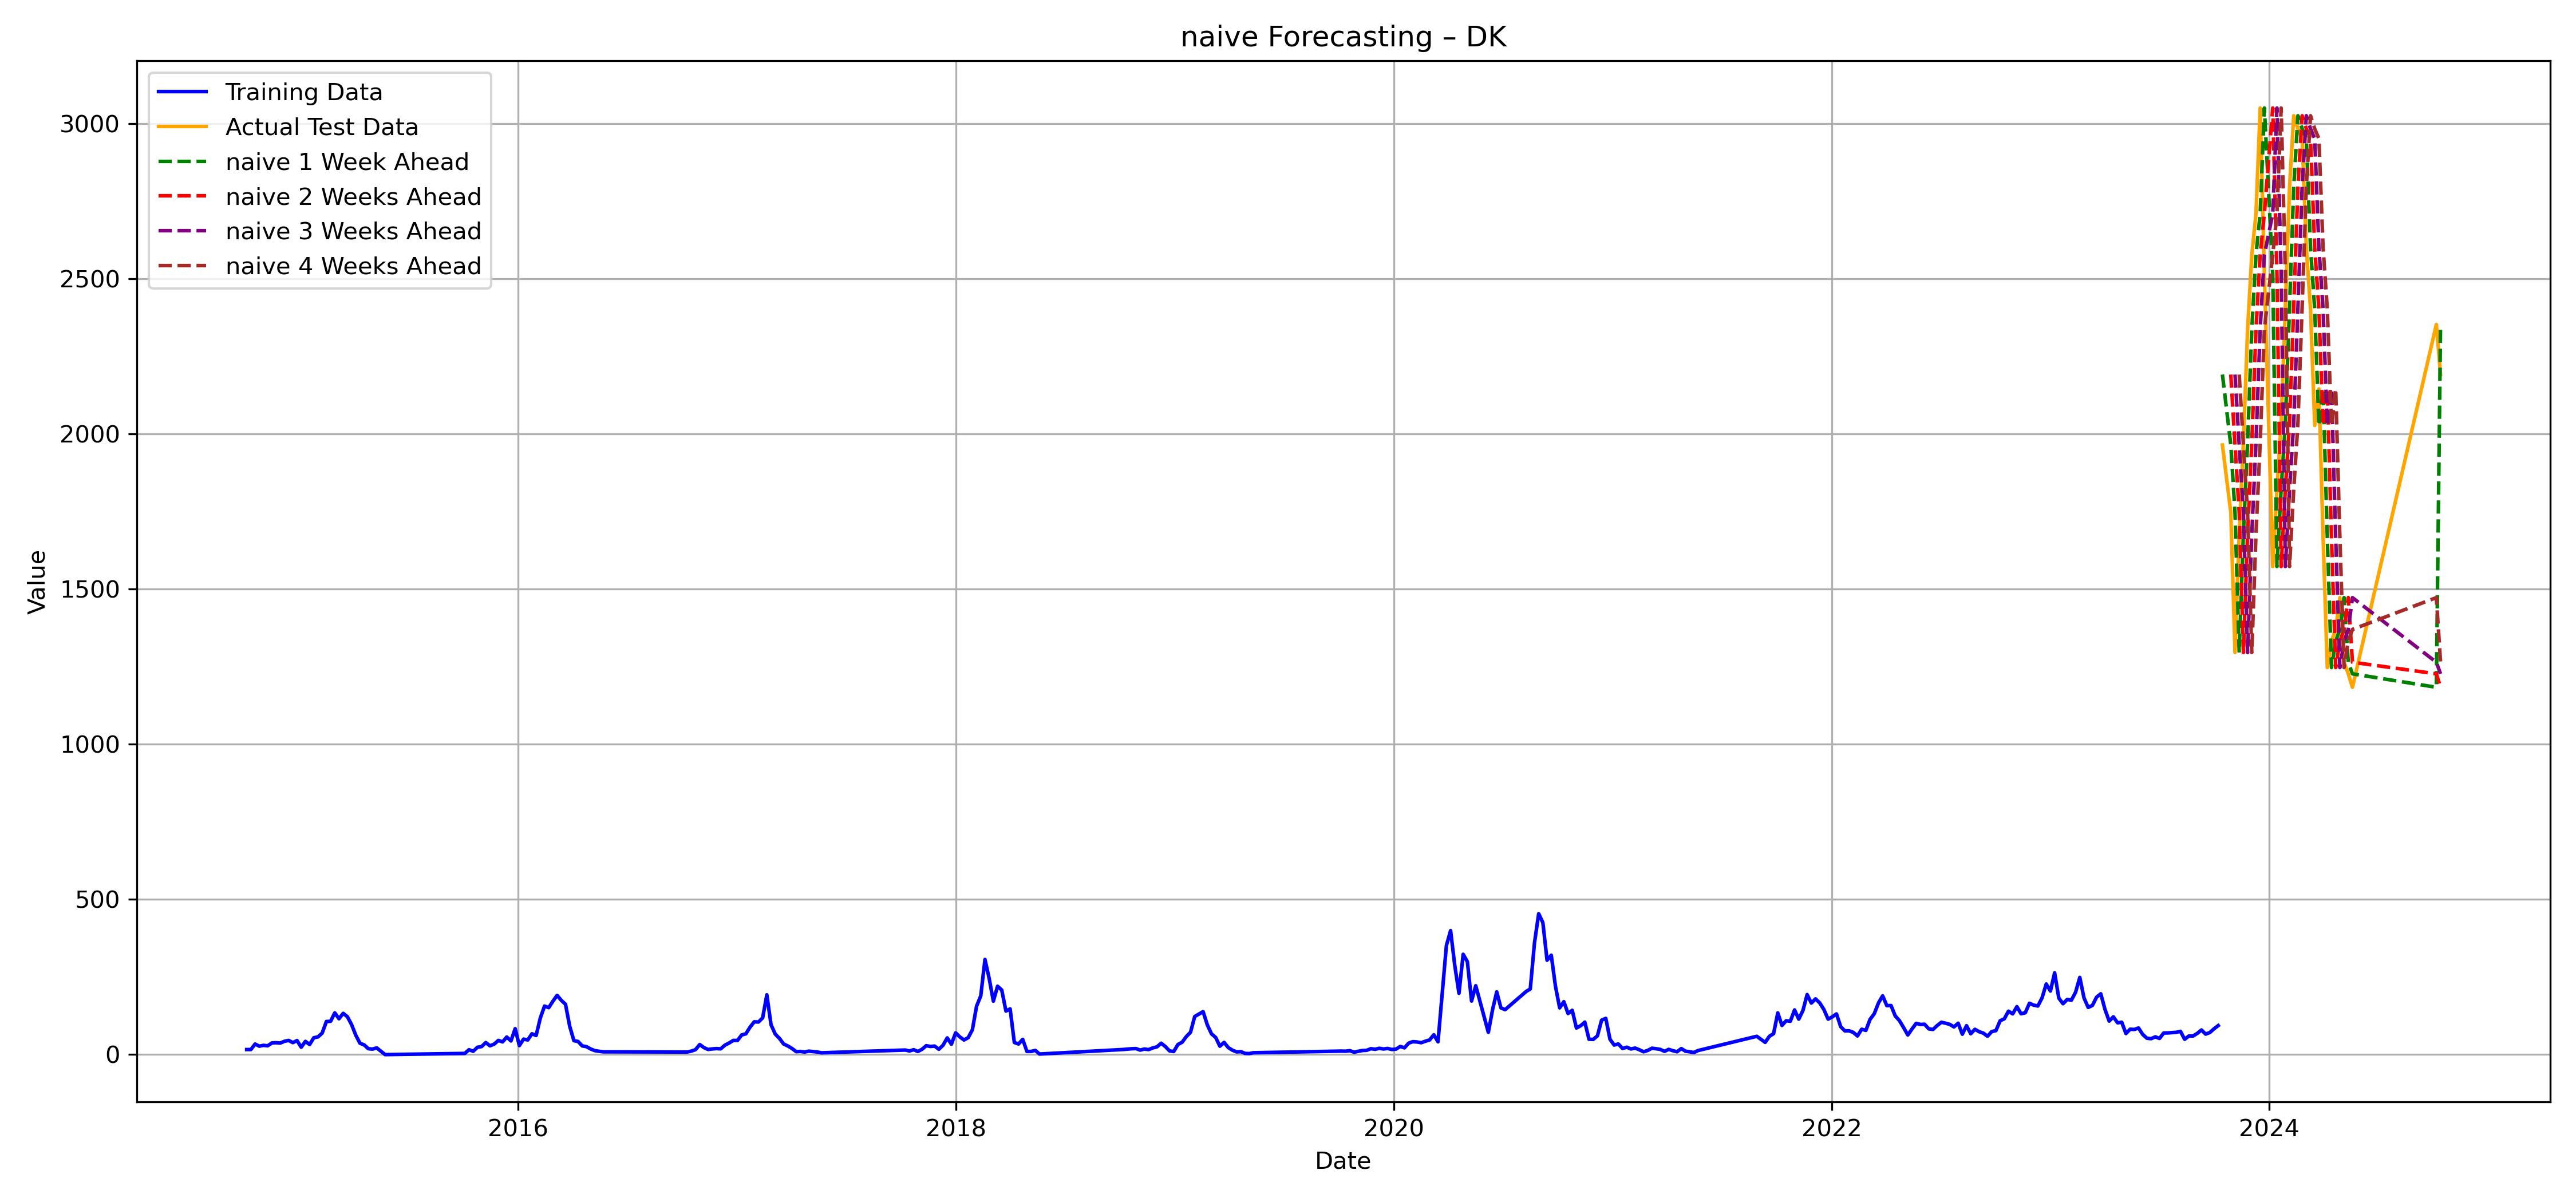 naive Forecasting – DK
Training Data
Actual Test Data
naive 1 Week Ahead
naive 2 Weeks Ahead
naive 3 Weeks Ahead
naive 4 Weeks Ahead
Value
3000
2500
2000
1500
1000
500
0
2016
2018
2020
2022
2024
Date